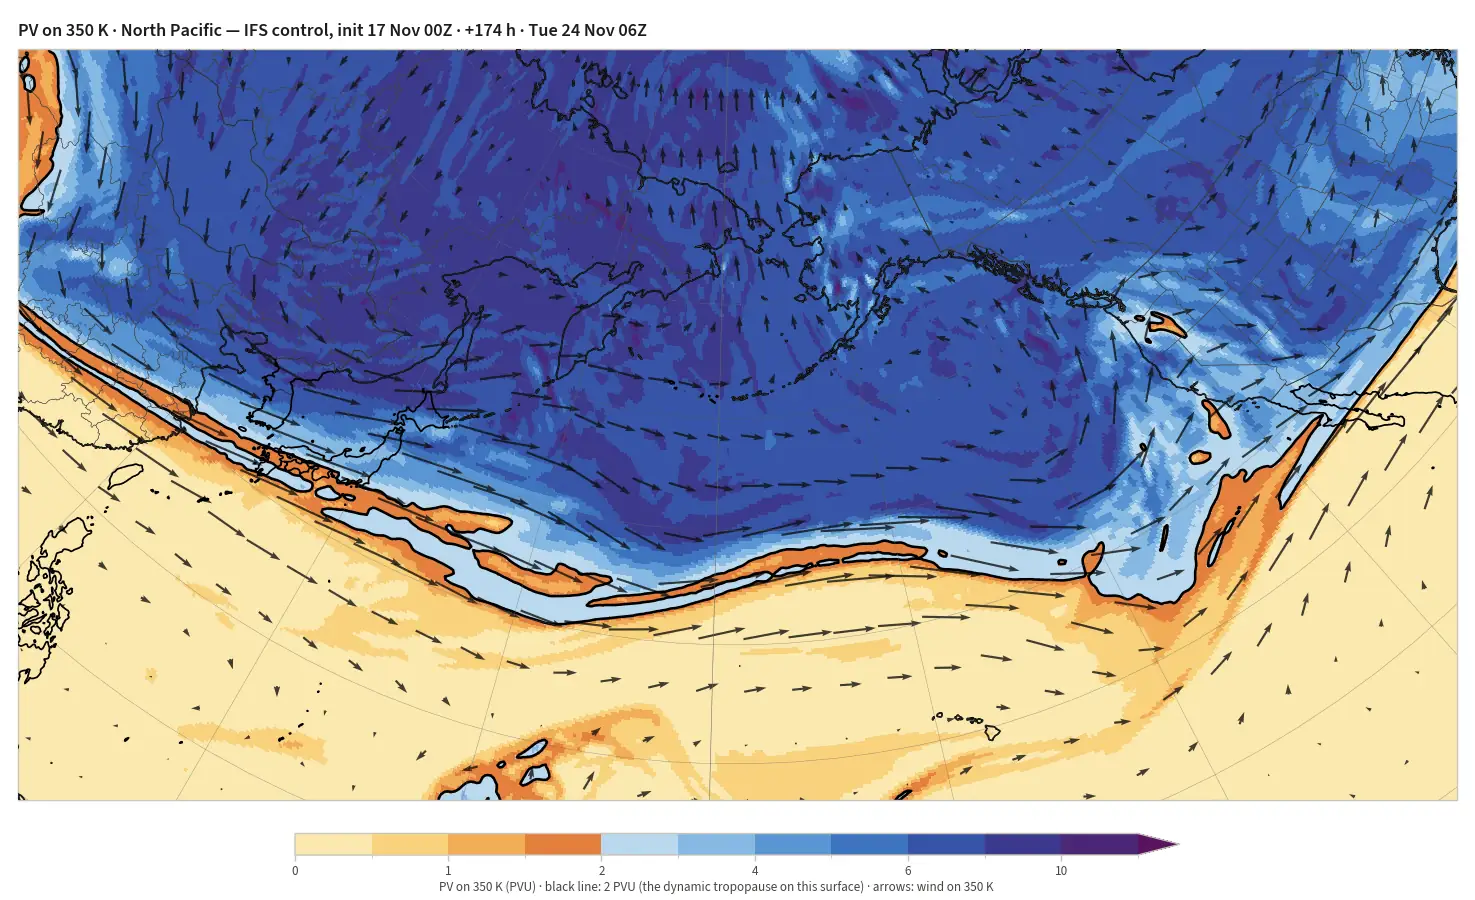 PV on 350 K · North Pacific — IFS control, init 17 Nov 00Z · +174 h · Tue 24 Nov 06Z
0 1 2 4 6 10
PV on 350 K (PVU) · black line: 2 PVU (the dynamic tropopause on this surface) · arrows: wind on 350 K